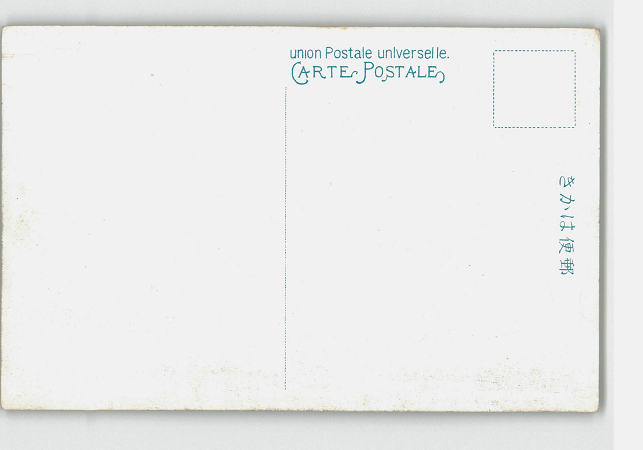 union Postale universelle.
CARTE POSTALE
郵便はかき